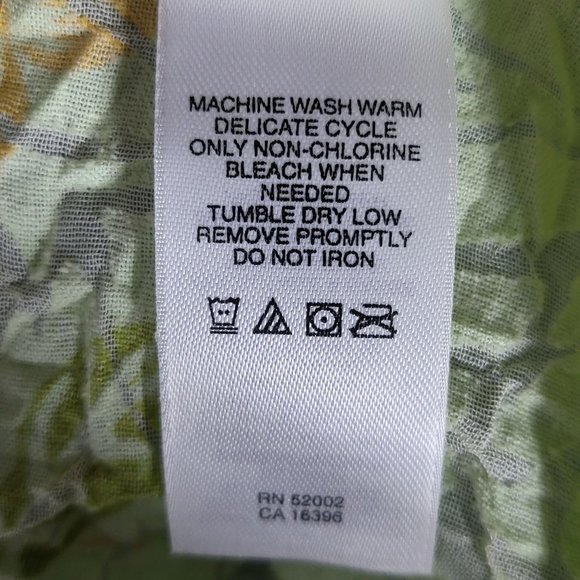 MACHINE WASH WARM
DELICATE CYCLE
ONLY NON-CHLORINE
BLEACH WHEN
NEEDED
TUMBLE DRY LOW
REMOVE PROMPTLY
DO NOT IRON
RN 52002
CA 16396